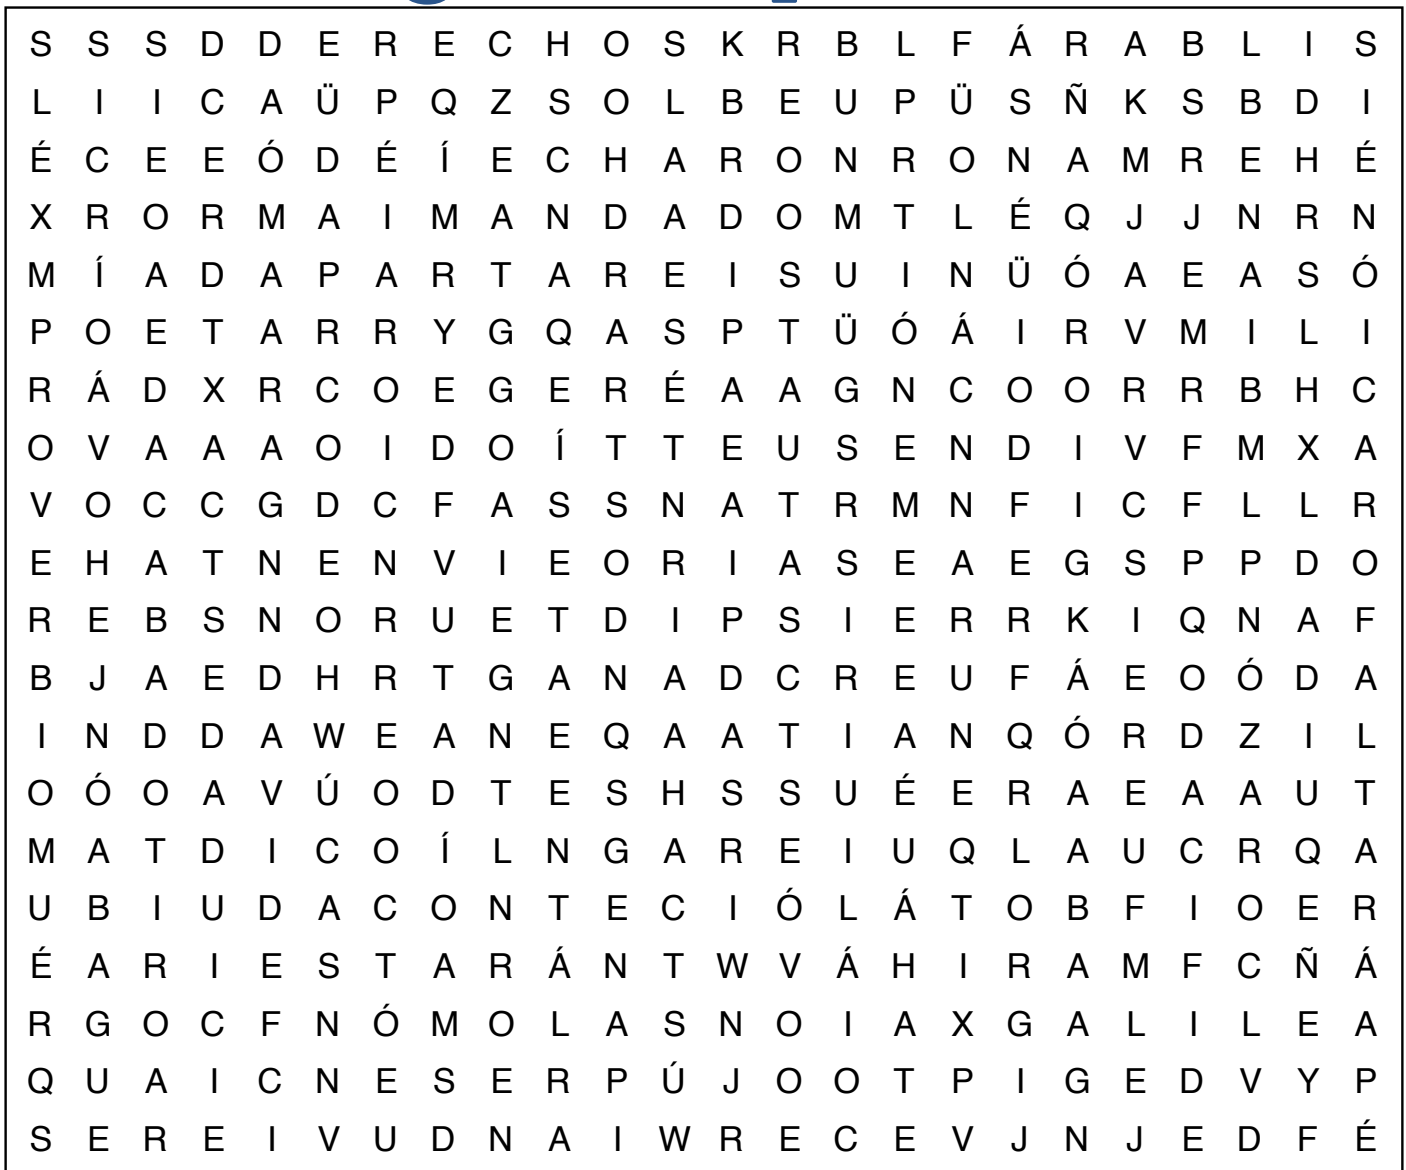 S S S D D E R E C H O S K R B L F Á R A B L I S
L I I C A Ü P Q Z S O L B E U P Ü S Ñ K S B D I
É C E E Ó D É Í E C H A R O N R O N A M R E H É
X R O R M A I M A N D A D O M T L É Q J J N R N
M Í A D A P A R T A R E I S U I N Ü Ó A E A S Ó
P O E T A R R Y G Q A S P T Ü Ó Á I R V M I L I
R Á D X R C O E G E R É A A G N C O O R R B H C
O V A A A O I D O Í T T E U S E N D I V F M X A
V O C C G D C F A S S N A T R M N F I C F L L R
E H A T N E N V I E O R I A S E A E G S P P D O
R E B S N O R U E T D I P S I E R R K I Q N A F
B J A E D H R T G A N A D C R E U F Á E O Ó D A
I N D D A W E A N E Q A A T I A N Q Ó R D Z I L
O Ó O A V Ú O D T E S H S S U É E R A E A A U T
M A T D I C O Í L N G A R E I U Q L A U C R Q A
U B I U D A C O N T E C I Ó L Á T O B F I O E R
É A R I E S T A R Á N T W V Á H I R A M F C Ñ Á
R G O C F N Ó M O L A S N O I A X G A L I L E A
Q U A I C N E S E R P Ú J O O T P I G E D V Y P
S E R E I V U D N A I W R E C E V J N J E D F É